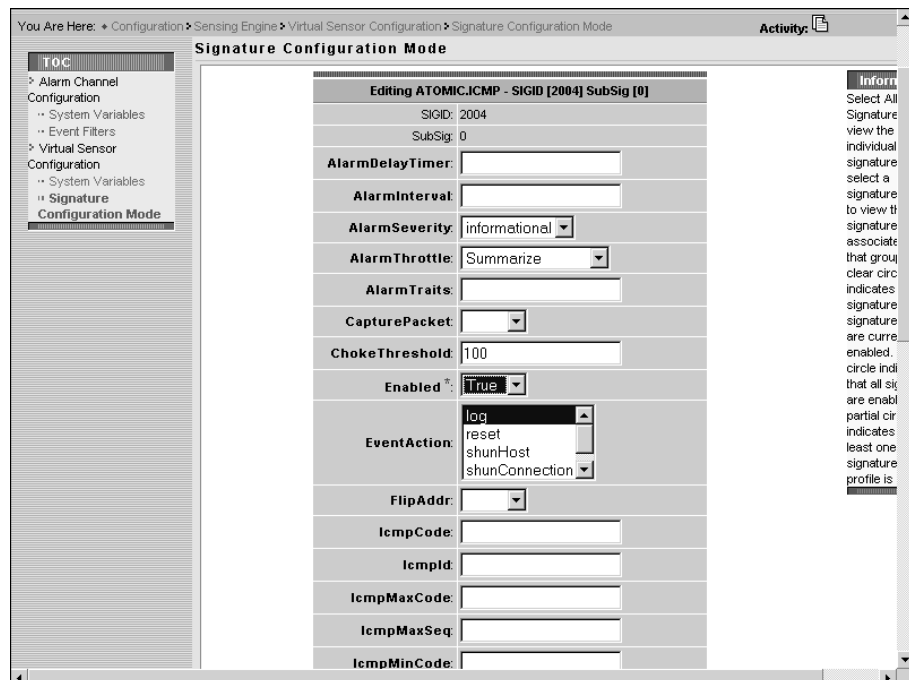 You Are Here: Configuration Sensing Engine Virtual Sensor Configuration Signature Configuration Mode
Activity:
Signature Configuration Mode
TOC
Alarm Channel
Configuration
System Variables
Event Filters
Virtual Sensor
Configuration
System Variables
Signature
Configuration Mode
Editing ATOMIC.ICMP - SIGID [2004] SubSig [0]
SIGID: 2004
SubSig: 0
AlarmDelayTimer:
AlarmInterval:
AlarmSeverity: informational
AlarmThrottle: Summarize
AlarmTraits:
CapturePacket:
ChokeThreshold: 100
Enabled *: True
EventAction: log
reset
shunHost
shunConnection
FlipAddr:
IcmpCode:
IcmpId:
IcmpMaxCode:
IcmpMaxSeq:
IcmpMinCode:
Inform
Select All
Signature
view the
individual
signature
select a
signature
to view th
signature
associate
that group
clear circ
indicates
signature
signature
are curre
enabled.
circle indi
that all sig
are enabl
partial cir
indicates
least one
signature
profile is